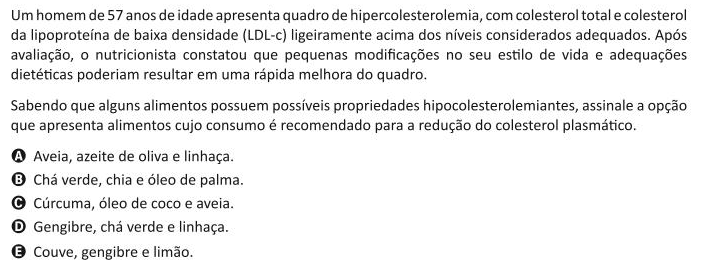 Um homem de 57 anos de idade apresenta quadro de hipercolesterolemia, com colesterol total e colesterol
da lipoproteína de baixa densidade (LDL-c) ligeiramente acima dos níveis considerados adequados. Após
avaliação, o nutricionista constatou que pequenas modificações no seu estilo de vida e adequações
dietéticas poderiam resultar em uma rápida melhora do quadro.
Sabendo que alguns alimentos possuem possíveis propriedades hipocolesterolemiantes, assinale a opção
que apresenta alimentos cujo consumo é recomendado para a redução do colesterol plasmático.
A Aveia, azeite de oliva e linhaça.
B Chá verde, chia e óleo de palma.
C Cúrcuma, óleo de coco e aveia.
D Gengibre, chá verde e linhaça.
E Couve, gengibre e limão.